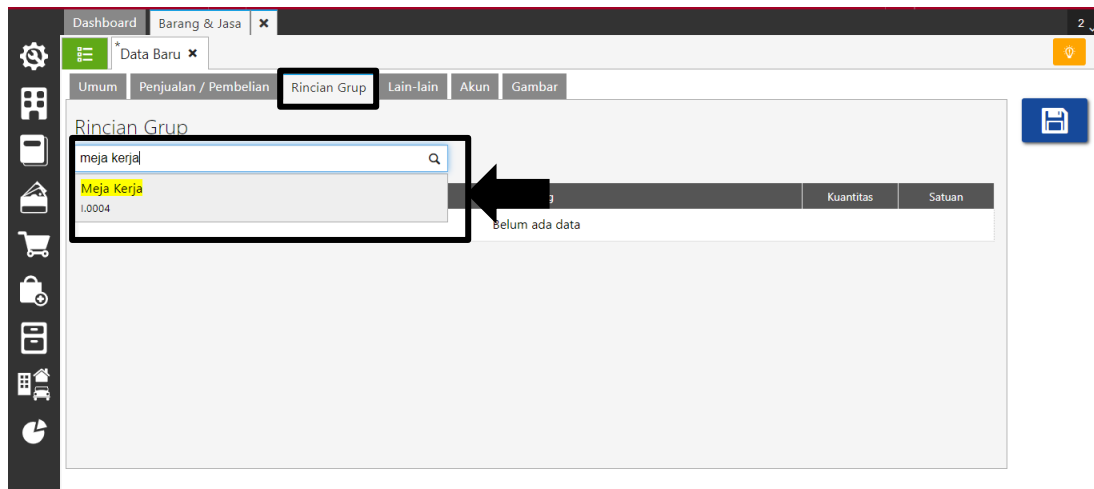 Dashboard Barang & Jasa
2
*Data Baru
Umum Penjualan / Pembelian Rincian Grup Lain-lain Akun Gambar
Rincian Grup
meja kerja
Meja Kerja
I.0004
Kuantitas Satuan
Belum ada data